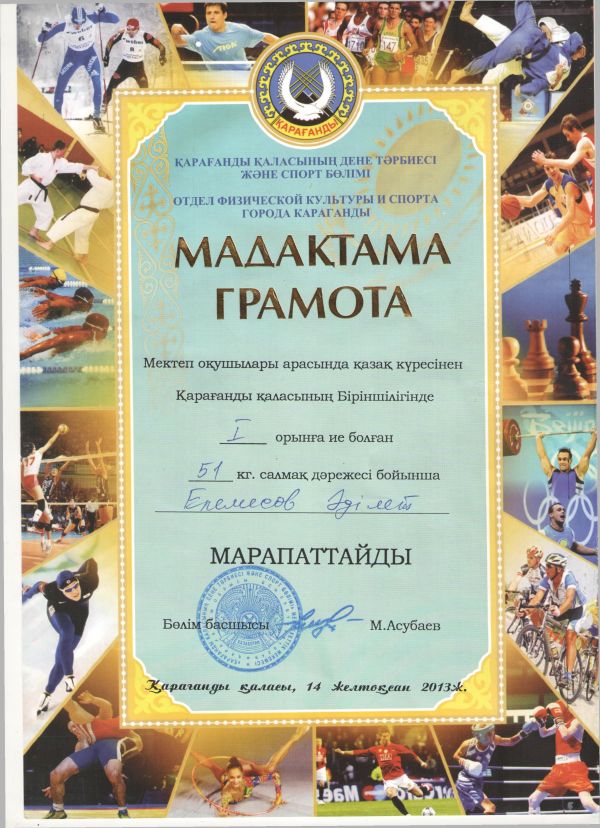 ҚАРАҒАНДЫ
ҚАРАҒАНДЫ ҚАЛАСЫНЫҢ ДЕНЕ ТӘРБИЕСІ
ЖӘНЕ СПОРТ БӨЛІМІ
ОТДЕЛ ФИЗИЧЕСКОЙ КУЛЬТУРЫ И СПОРТА
ГОРОДА КАРАГАНДЫ
МАДАҚТАМА
ГРАМОТА
Мектеп оқушылары арасында қазақ күресінен
Қарағанды қаласының Біріншілігінде
I орынға ие болған
51 кг. салмақ дәрежесі бойынша
Еремесов Әділет
МАРАПАТТАЙДЫ
Бөлім басшысы М.Асубаев
Қарағанды қаласы, 14 желтоқсан 2013ж.